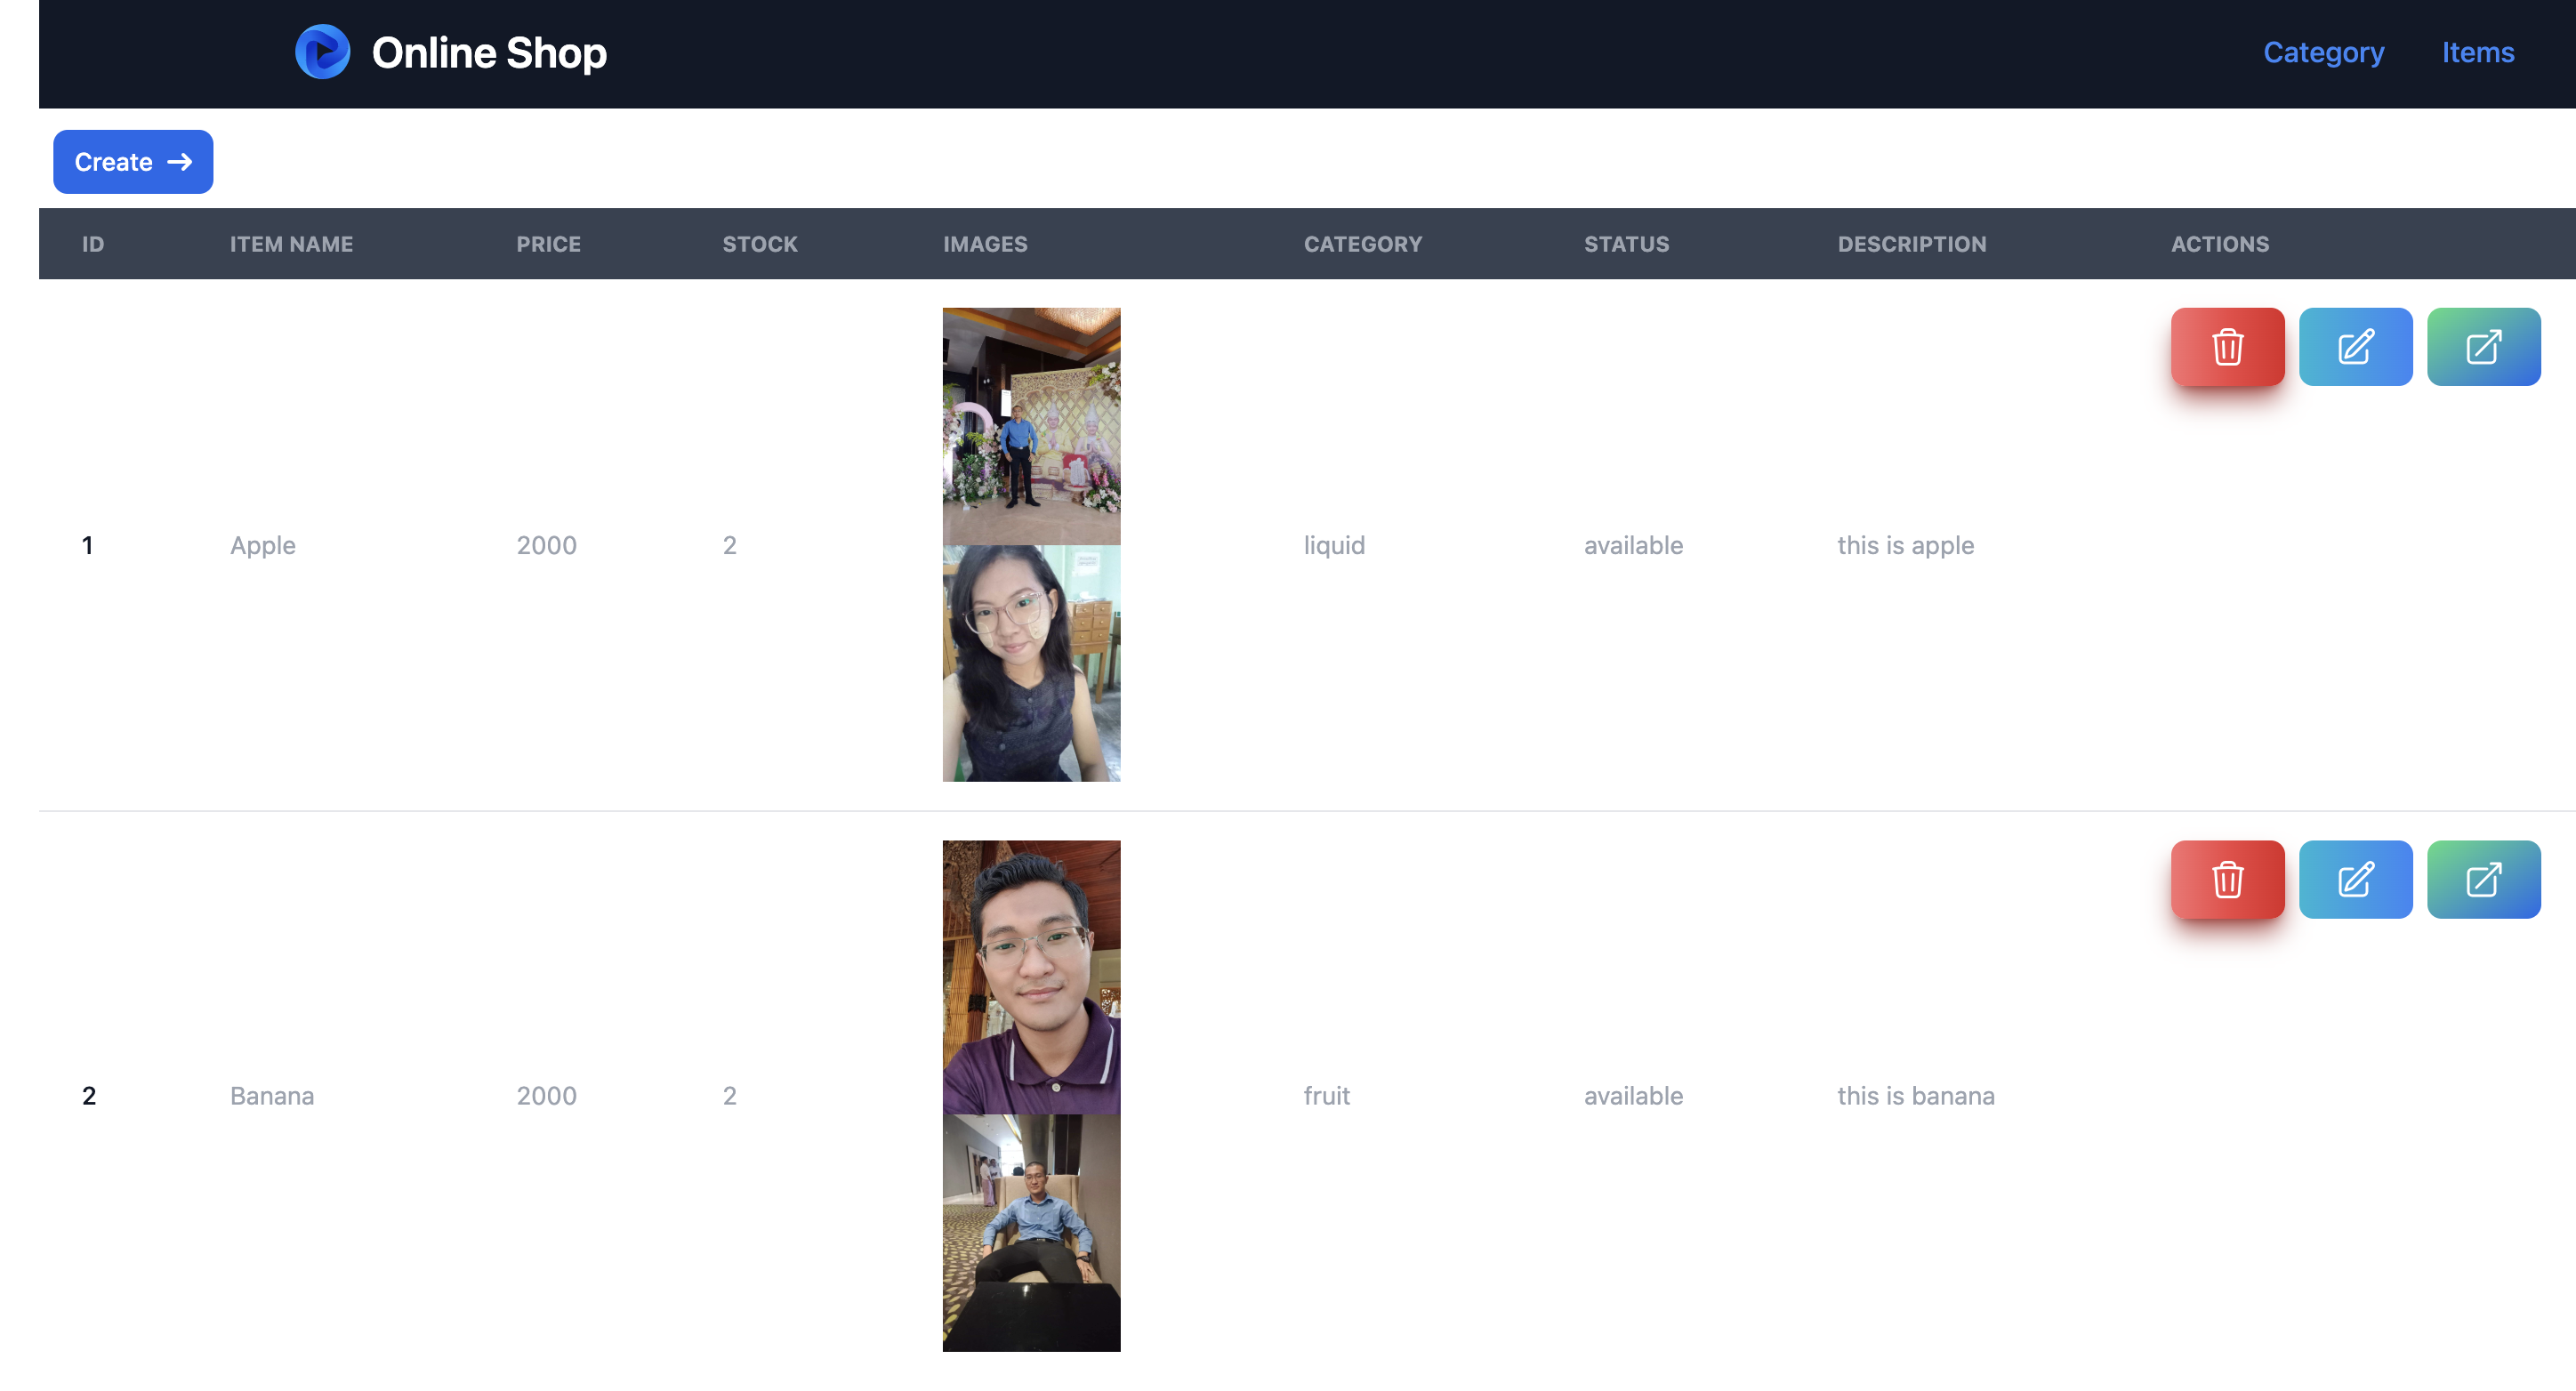 Online Shop
Category
Items
Create
ID ITEM NAME PRICE STOCK IMAGES CATEGORY STATUS DESCRIPTION ACTIONS
1 Apple 2000 2 liquid available this is apple
2 Banana 2000 2 fruit available this is banana